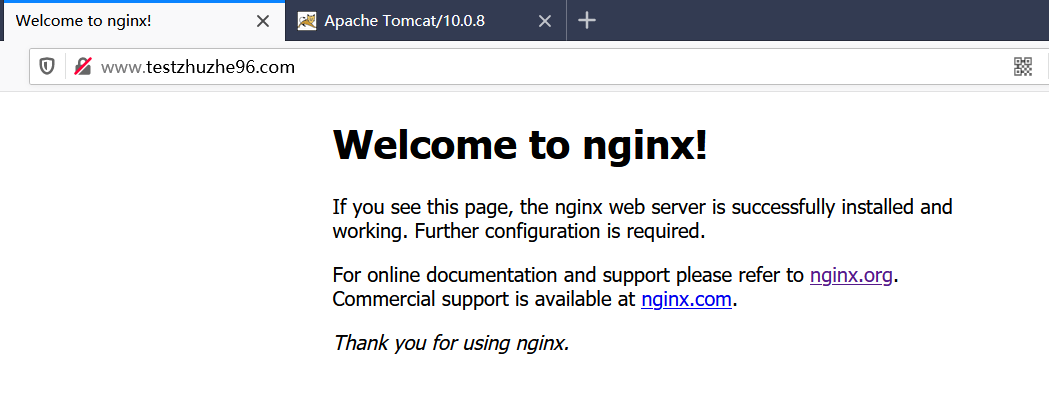 Welcome to nginx!
Apache Tomcat/10.0.8
www.testzhuzhe96.com
Welcome to nginx!
If you see this page, the nginx web server is successfully installed and
working. Further configuration is required.
For online documentation and support please refer to nginx.org.
Commercial support is available at nginx.com.
Thank you for using nginx.